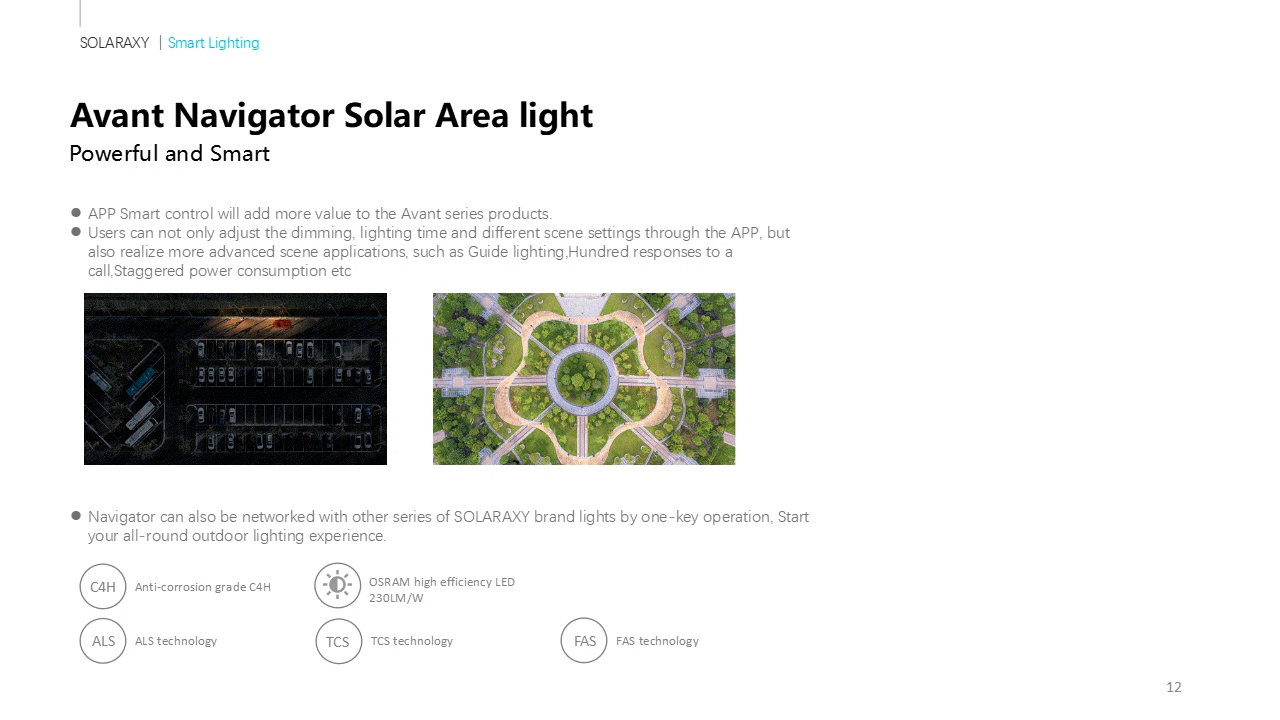 SOLARAXY | Smart Lighting
Avant Navigator Solar Area light
Powerful and Smart
● APP Smart control will add more value to the Avant series products.
● Users can not only adjust the dimming, lighting time and different scene settings through the APP, but
also realize more advanced scene applications, such as Guide lighting,Hundred responses to a
call,Staggered power consumption etc
● Navigator can also be networked with other series of SOLARAXY brand lights by one-key operation, Start
your all-round outdoor lighting experience.
C4H Anti-corrosion grade C4H
OSRAM high efficiency LED
230LM/W
ALS ALS technology
TCS TCS technology
FAS FAS technology
12